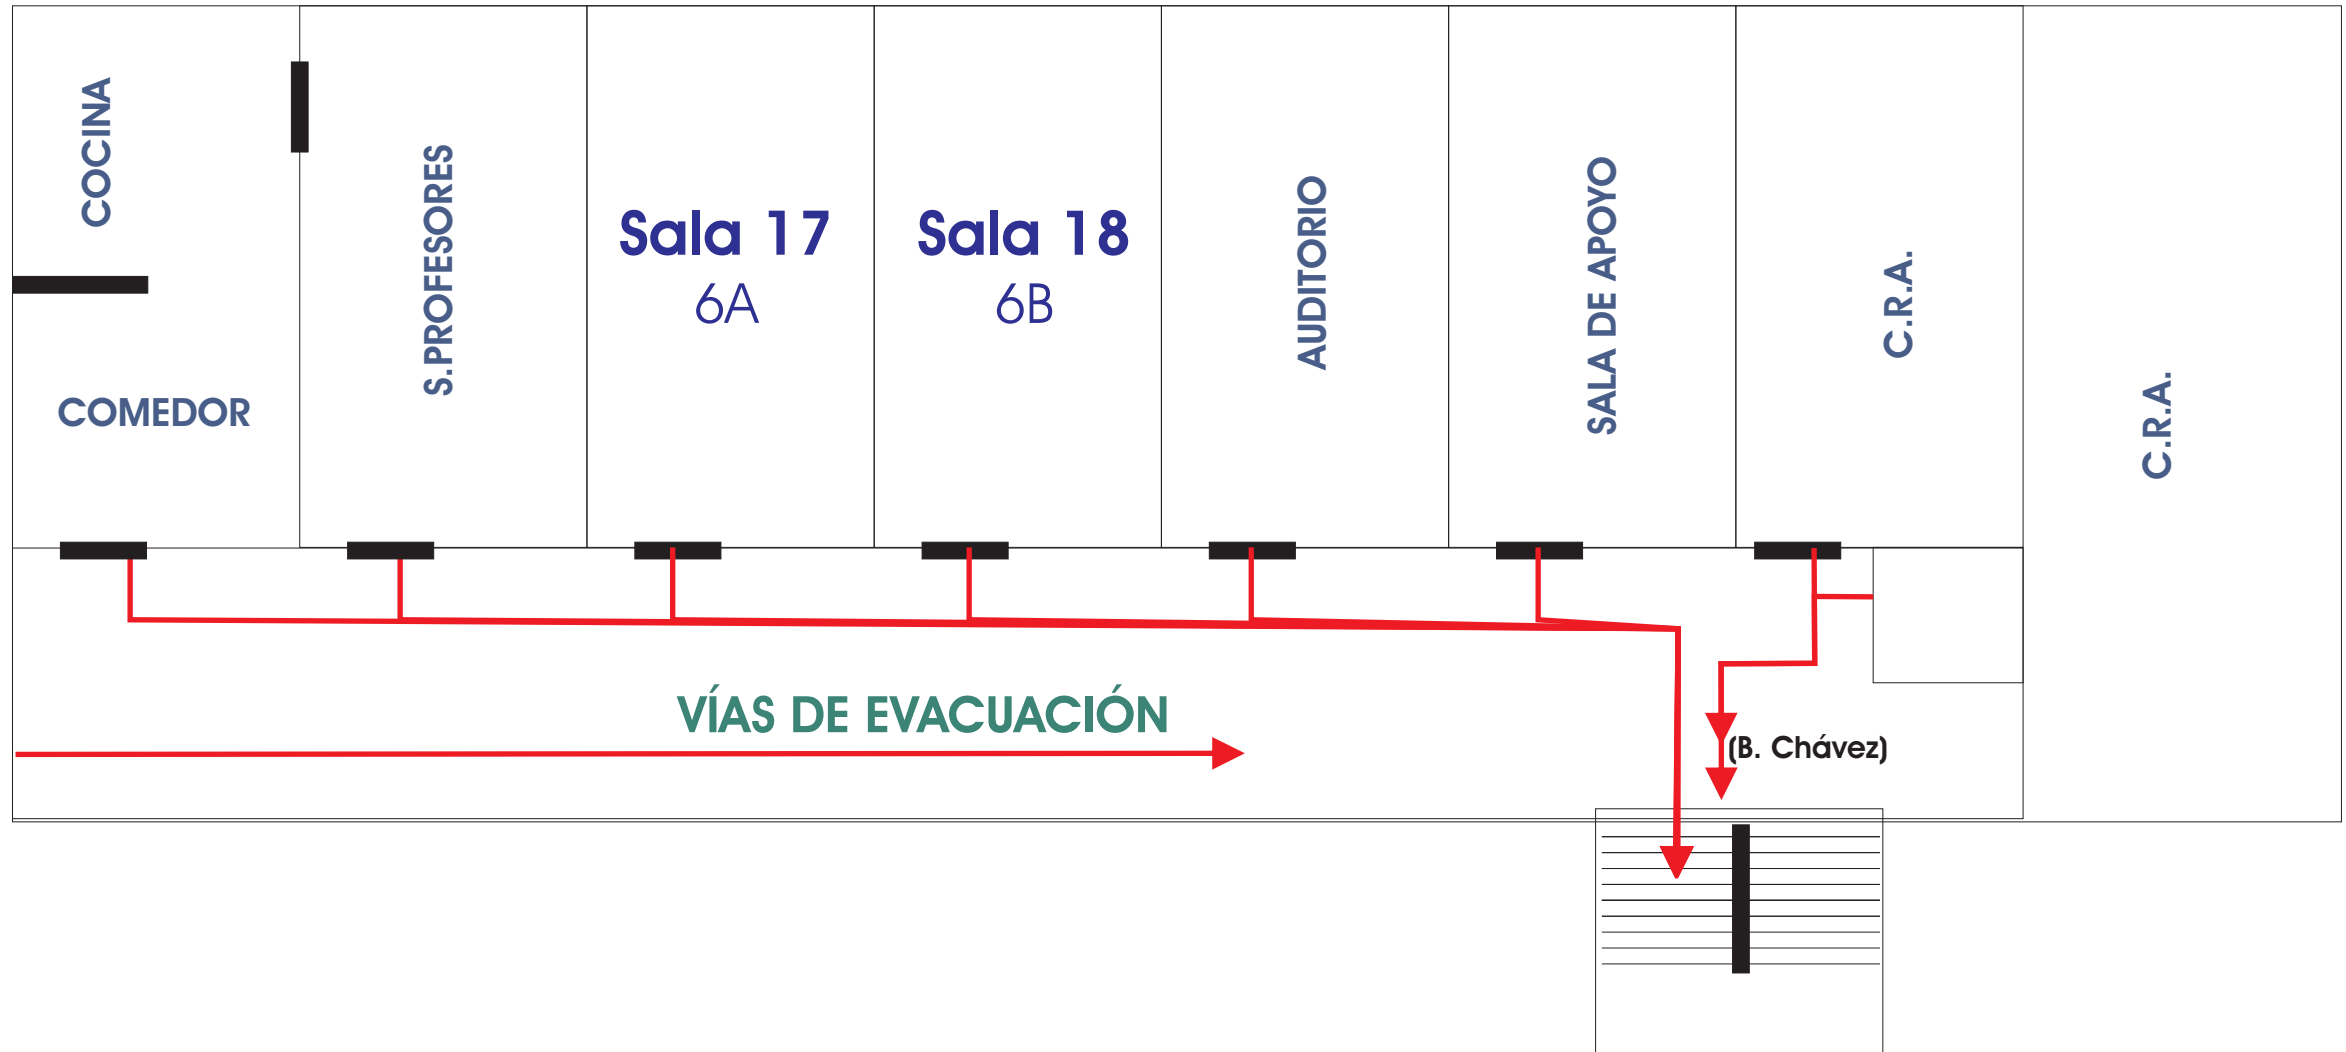 COCINA
COMEDOR
S.PROFESORES
Sala 17
6A
Sala 18
6B
AUDITORIO
SALA DE APOYO
C.R.A.
C.R.A.
VÍAS DE EVACUACIÓN
(B. Chávez)